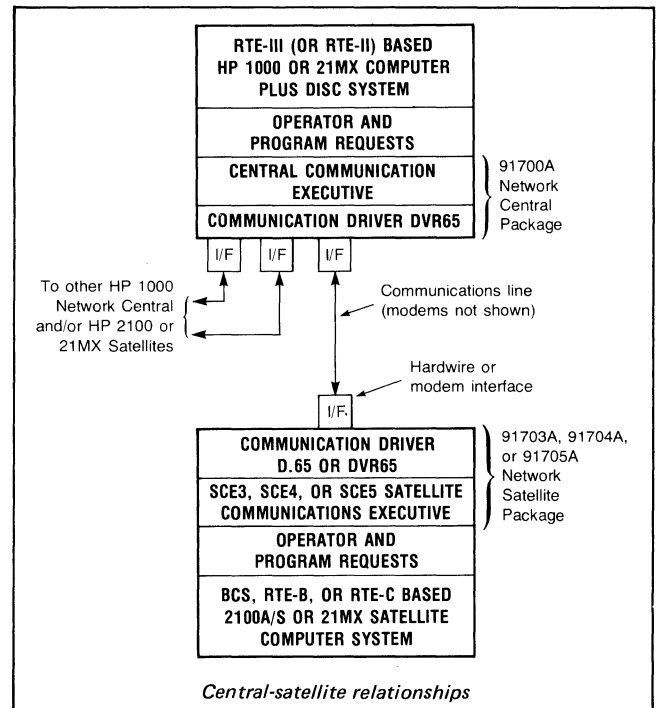 RTE-III (OR RTE-II) BASED
HP 1000 OR 21MX COMPUTER
PLUS DISC SYSTEM
OPERATOR AND
PROGRAM REQUESTS
CENTRAL COMMUNICATION
EXECUTIVE
COMMUNICATION DRIVER DVR65
91700A
Network
Central
Package
I/F
I/F
I/F
To other HP 1000
Network Central
and/or HP 2100 or
21MX Satellites
Communications line
(modems not shown)
Hardwire or
modem interface
I/F
COMMUNICATION DRIVER
D.65 OR DVR65
SCE3, SCE4, OR SCE5 SATELLITE
COMMUNICATIONS EXECUTIVE
OPERATOR AND
PROGRAM REQUESTS
BCS, RTE-B, OR RTE-C BASED
2100A/S OR 21MX SATELLITE
COMPUTER SYSTEM
91703A, 91704A,
or 91705A
Network
Satellite
Package
Central-satellite relationships